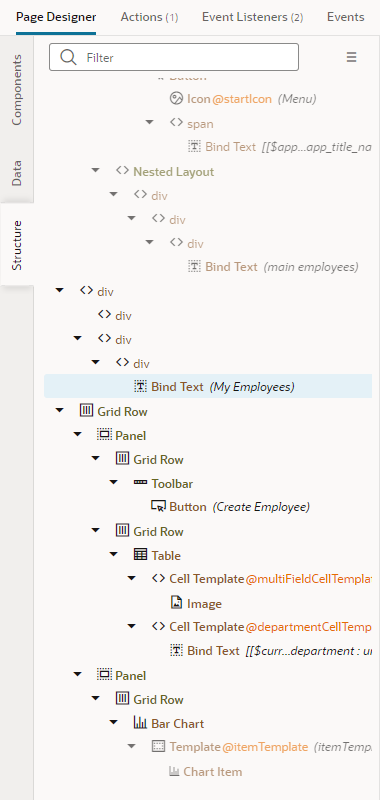 Page Designer Actions (1) Event Listeners (2) Events
Components
Data
Structure
Filter
Button
Icon @startIcon (Menu)
<> span
Bind Text [[$app...app_title_na
<> Nested Layout
<> div
<> div
<> div
Bind Text (main employees)
<> div
<> div
<> div
<> div
Bind Text (My Employees)
Grid Row
Panel
Grid Row
Toolbar
Button (Create Employee)
Grid Row
Table
<> Cell Template @multiFieldCellTempla
Image
<> Cell Template @departmentCellTemp
Bind Text [[$curr...department : u
Panel
Grid Row
Bar Chart
Template @itemTemplate (itemTemp
Chart Item